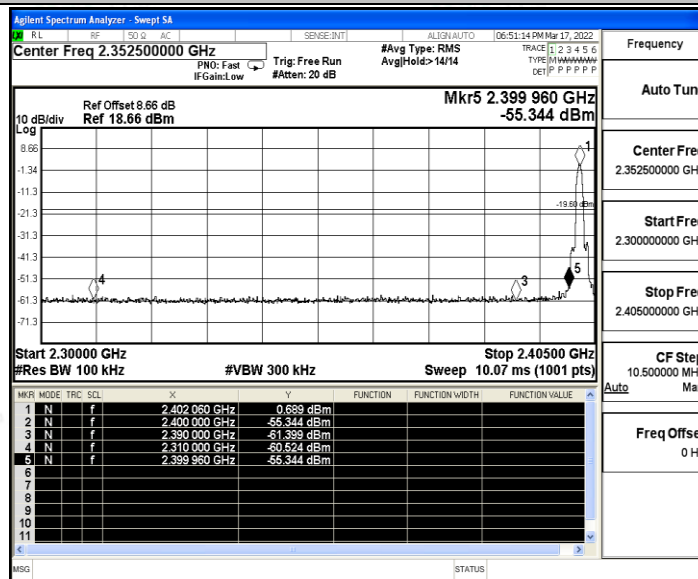 Agilent Spectrum Analyzer - Swept SA
RL RF 50 Ω AC SENSE:INT ALIGN AUTO 06:51:14 PM Mar 17, 2022
Center Freq 2.352500000 GHz
#Avg Type: RMS
Avg|Hold:> 14/14
TRACE 1 2 3 4 5 6
TYPE M
DET P P P P P P
PNO: Fast
IFGain:Low
Trig: Free Run
#Atten: 20 dB
Mkr5 2.399 960 GHz
-55.344 dBm
Ref Offset 8.66 dB
Ref 18.66 dBm
10 dB/div
Log
8.66
-1.34
-11.3
-21.3
-31.3
-41.3
-51.3
-61.3
-71.3
-19.60 dBm
1
5
3
4
Start 2.30000 GHz
Stop 2.40500 GHz
#Res BW 100 kHz #VBW 300 kHz Sweep 10.07 ms (1001 pts)
MKR MODE TRC SCL X Y FUNCTION FUNCTION WIDTH FUNCTION VALUE
1 N f 2.402 060 GHz 0.689 dBm
2 N f 2.400 000 GHz -55.344 dBm
3 N f 2.390 000 GHz -61.399 dBm
4 N f 2.310 000 GHz -60.524 dBm
5 N f 2.399 960 GHz -55.344 dBm
6
7
8
9
10
11
MSG STATUS
Frequency
Auto Tun
Center Fre
2.352500000 GH
Start Fre
2.300000000 GH
Stop Fre
2.405000000 GH
CF Step
10.500000 MH
Auto Ma
Freq Offse
0 H